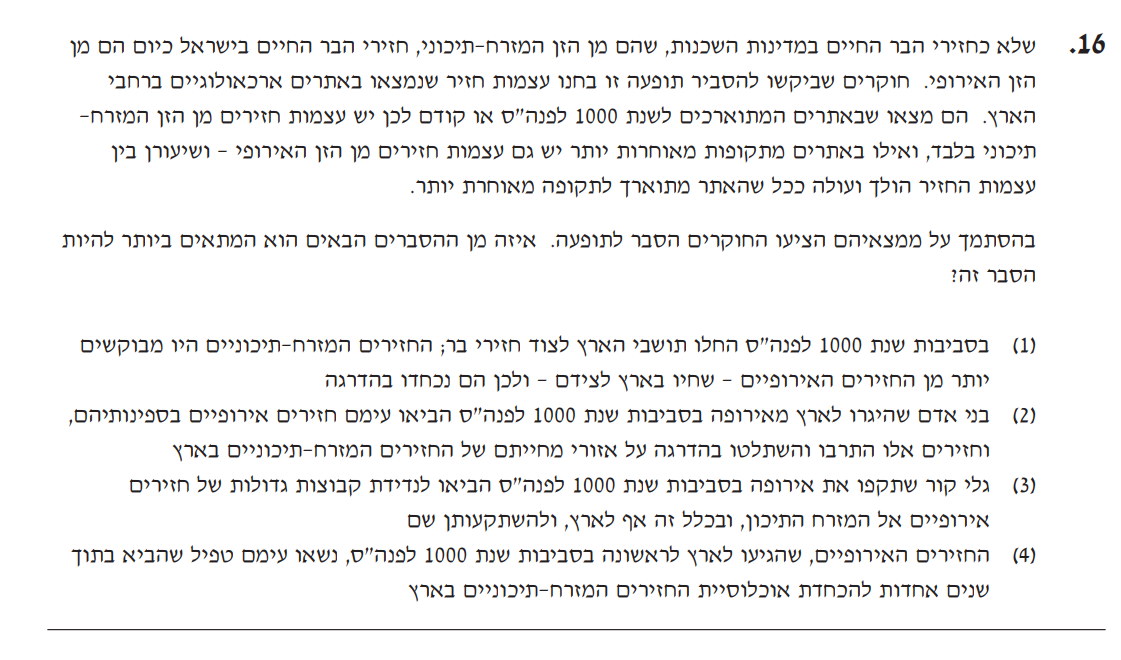 16. שלא כחזירי הבר החיים במדינות השכנות, שהם מן הזן המזרח-תיכוני, חזירי הבר החיים בישראל כיום הם מן
הזן האירופי. חוקרים שביקשו להסביר תופעה זו בחנו עצמות חזיר שנמצאו באתרים ארכאולוגיים ברחבי
הארץ. הם מצאו שבאתרים המתוארכים לשנת 1000 לפנה"ס או קודם לכן יש עצמות חזירים מן הזן המזרח-
תיכוני בלבד, ואילו באתרים מתקופות מאוחרות יותר יש גם עצמות חזירים מן הזן האירופי - ושיעורן בין
עצמות החזיר הולך ועולה ככל שהאתר מתוארך לתקופה מאוחרת יותר.
בהסתמך על ממצאיהם הציעו החוקרים הסבר לתופעה. איזה מן ההסברים הבאים הוא המתאים ביותר להיות
הסבר זה?
(1) בסביבות שנת 1000 לפנה"ס החלו תושבי הארץ לצוד חזירי בר; החזירים המזרח-תיכוניים היו מבוקשים
יותר מן החזירים האירופיים - שחיו בארץ לצידם - ולכן הם נכחדו בהדרגה
(2) בני אדם שהיגרו לארץ מאירופה בסביבות שנת 1000 לפנה"ס הביאו עימם חזירים אירופיים בספינותיהם,
וחזירים אלו התרבו והשתלטו בהדרגה על אזורי מחייתם של החזירים המזרח-תיכוניים בארץ
(3) גלי קור שתקפו את אירופה בסביבות שנת 1000 לפנה"ס הביאו לנדידת קבוצות גדולות של חזירים
אירופיים אל המזרח התיכון, ובכלל זה אף לארץ, ולהשתקעותן שם
(4) החזירים האירופיים, שהגיעו לארץ לראשונה בסביבות שנת 1000 לפנה"ס, נשאו עימם טפיל שהביא בתוך
שנים אחדות להכחדת אוכלוסיית החזירים המזרח-תיכוניים בארץ